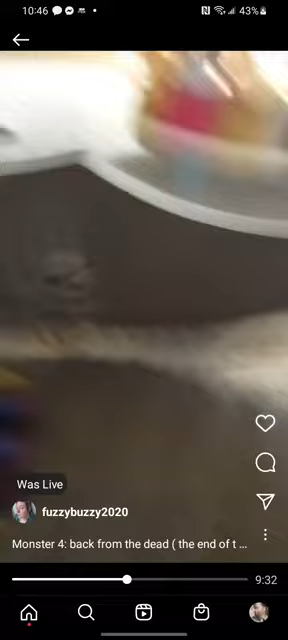 10:46
43%
Was Live
fuzzybuzzy2020
Monster 4: back from the dead ( the end of t ...
9:32